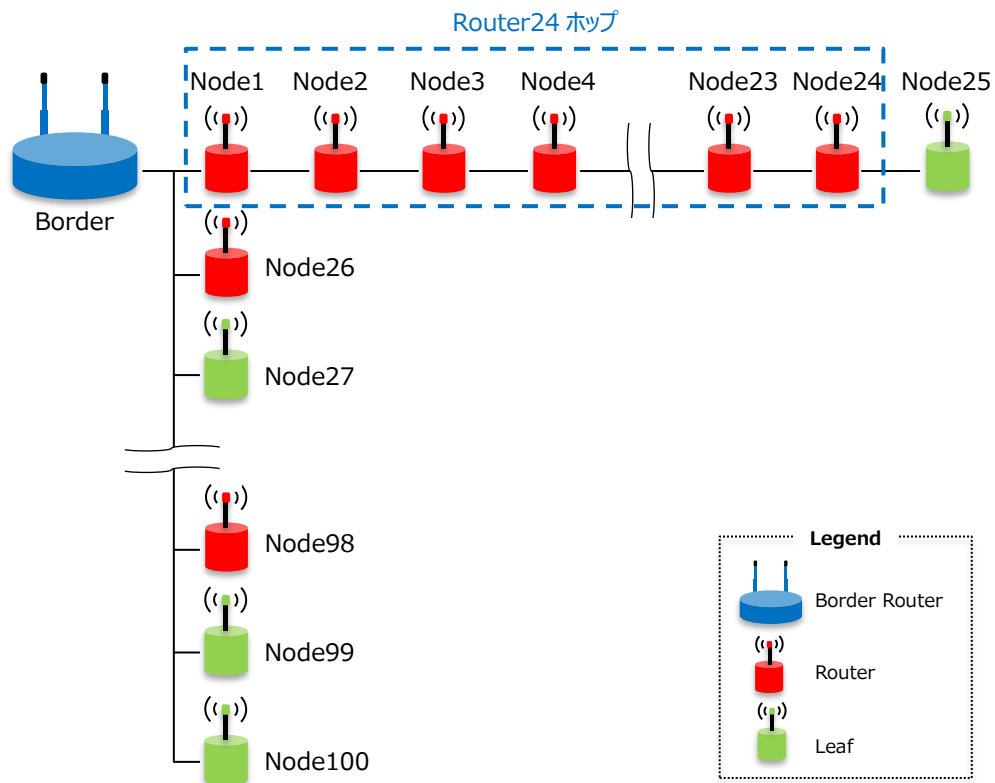 Router24 ホップ
Node1 Node2 Node3 Node4 Node23 Node24 Node25
Border
Node26
Node27
Node98
Node99
Node100
Legend
Border Router
Router
Leaf